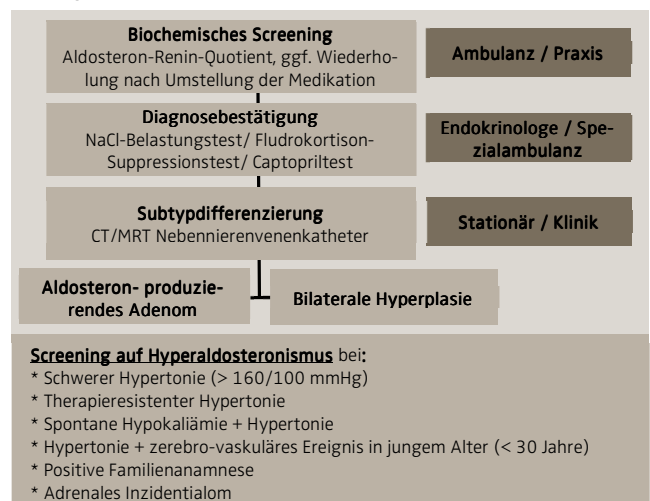 Biochemisches Screening
Aldosteron-Renin-Quotient, ggf. Wiederho-
lung nach Umstellung der Medikation
Ambulanz / Praxis
Diagnosebestätigung
NaCl-Belastungstest/ Fludrokortison-
Suppressionstest/ Captopriltest
Endokrinologe / Spe-
zialambulanz
Subtypdifferenzierung
CT/MRT Nebennierenvenenkatheter
Stationär / Klinik
Aldosteron- produzie-
rendes Adenom
Bilaterale Hyperplasie
Screening auf Hyperaldosteronismus bei:
* Schwerer Hypertonie (> 160/100 mmHg)
* Therapieresistenter Hypertonie
* Spontane Hypokaliämie + Hypertonie
* Hypertonie + zerebro-vaskuläres Ereignis in jungem Alter (< 30 Jahre)
* Positive Familienanamnese
* Adrenales Inzidentialom